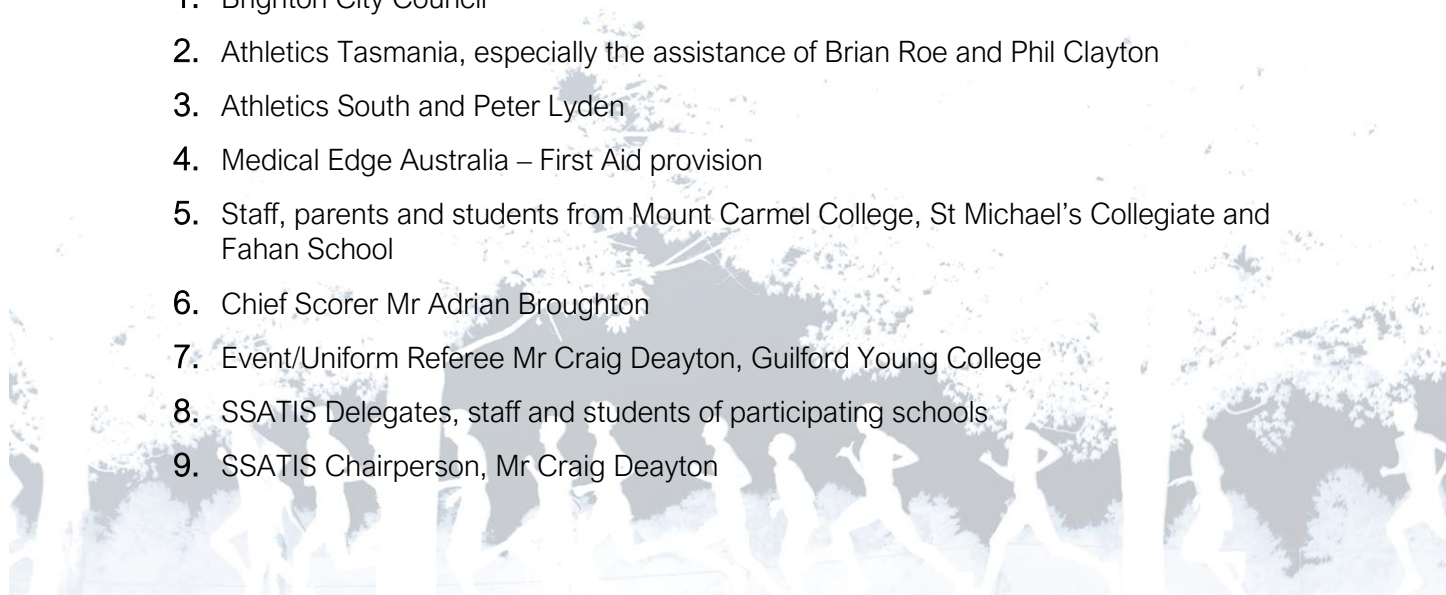 1. Brighton City Council
2. Athletics Tasmania, especially the assistance of Brian Roe and Phil Clayton
3. Athletics South and Peter Lyden
4. Medical Edge Australia – First Aid provision
5. Staff, parents and students from Mount Carmel College, St Michael’s Collegiate and
Fahan School
6. Chief Scorer Mr Adrian Broughton
7. Event/Uniform Referee Mr Craig Deayton, Guilford Young College
8. SSATIS Delegates, staff and students of participating schools
9. SSATIS Chairperson, Mr Craig Deayton